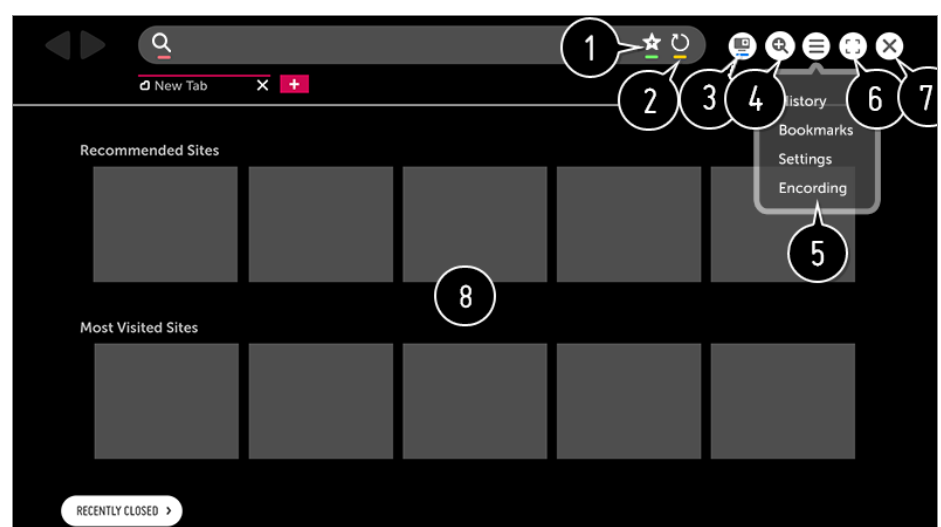 1
New Tab
2
3
4
6
7
History
Bookmarks
Settings
Encording
5
Recommended Sites
8
Most Visited Sites
RECENTLY CLOSED